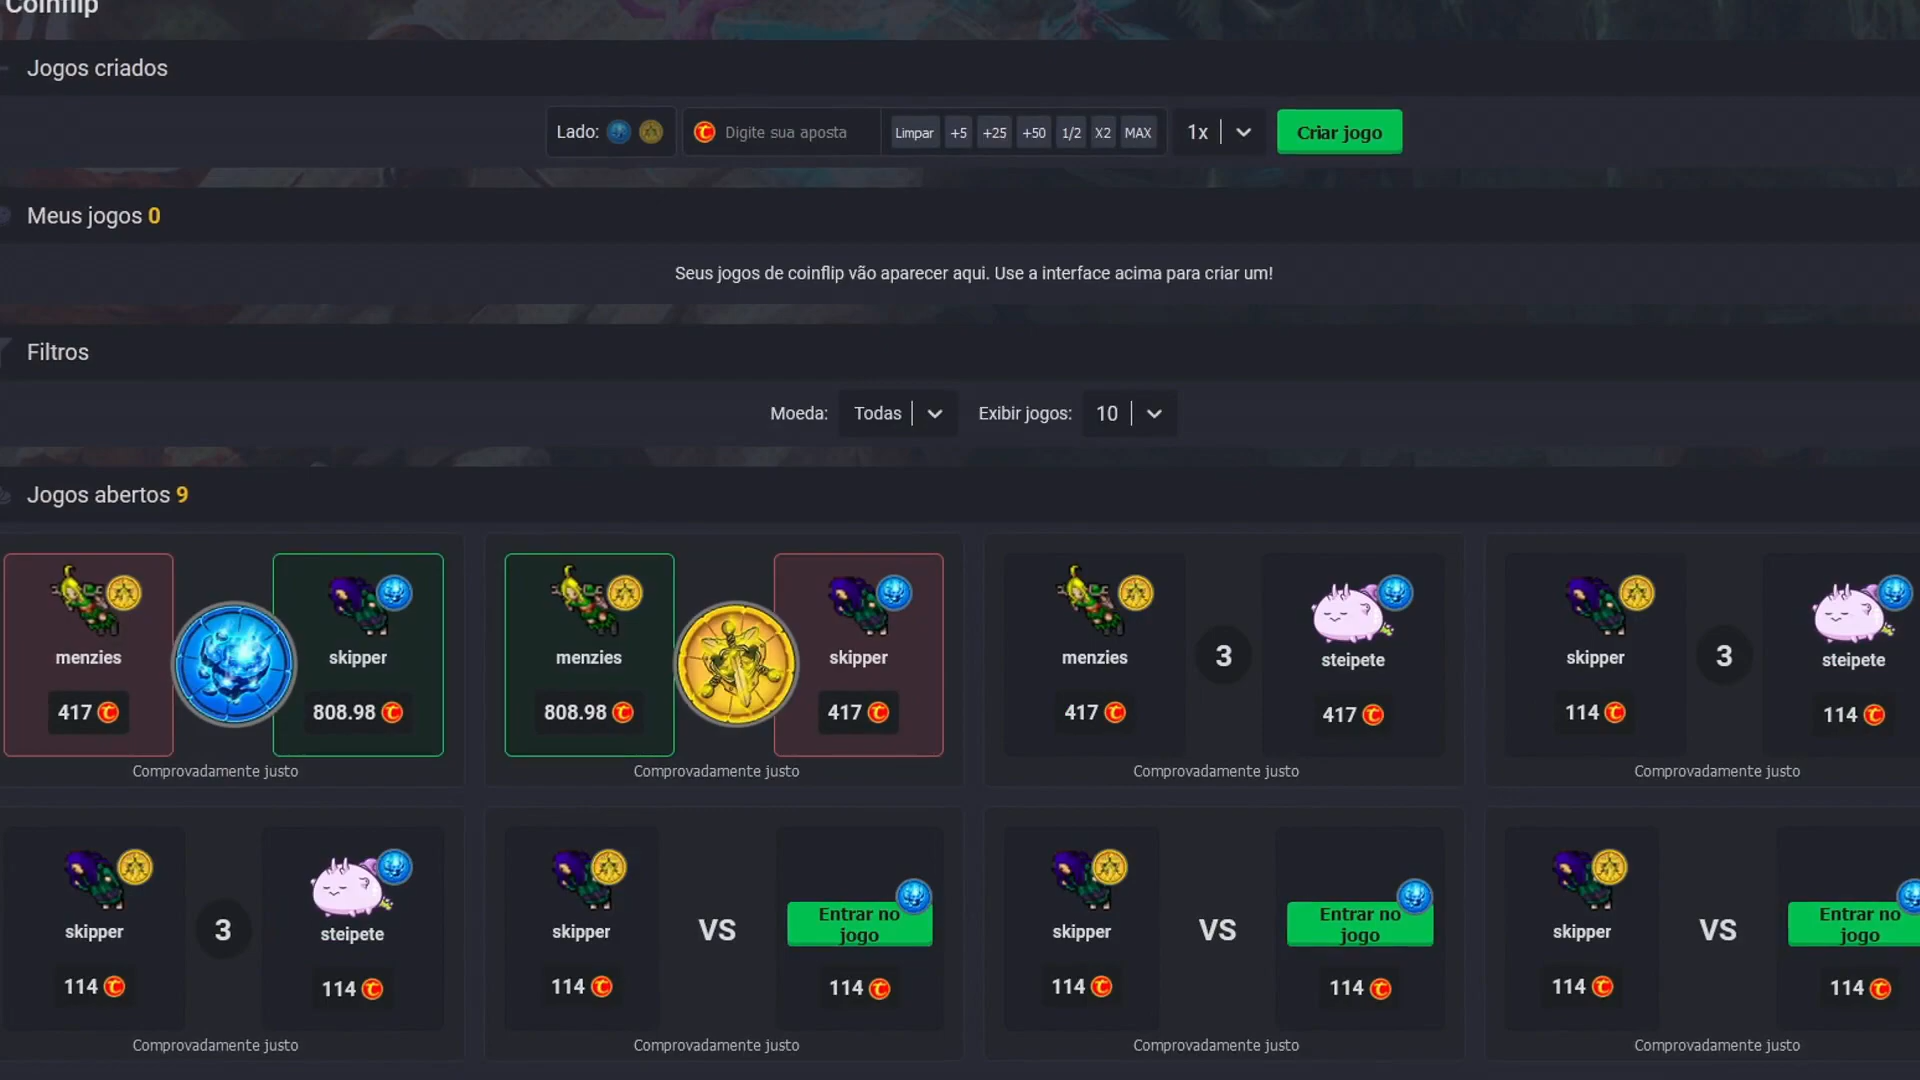 Coinflip
Jogos criados
Lado: Digite sua aposta Limpar +5 +25 +50 1/2 X2 MAX 1x Criar jogo
Meus jogos 0
Seus jogos de coinflip vão aparecer aqui. Use a interface acima para criar um!
Filtros
Moeda: Todas Exibir jogos: 10
Jogos abertos 9
menzies skipper menzies skipper menzies 3 steipete skipper 3 steipete
417 808.98 808.98 417 417 417 114 114
Comprovadamente justo Comprovadamente justo Comprovadamente justo Comprovadamente justo
skipper 3 steipete skipper VS Entrar no jogo skipper VS Entrar no jogo skipper VS Entrar no jogo
114 114 114 114 114 114 114 114
Comprovadamente justo Comprovadamente justo Comprovadamente justo Comprovadamente justo